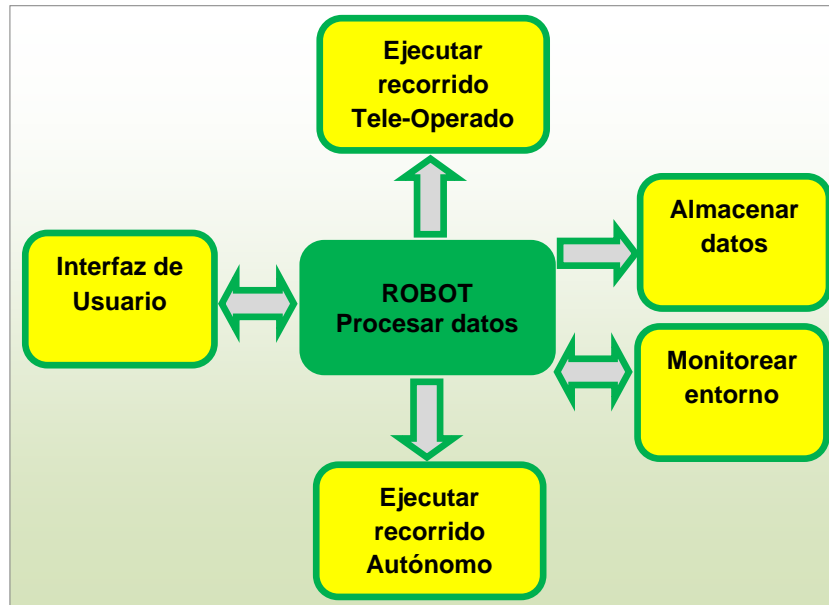 Ejecutar
recorrido
Tele-Operado
Almacenar
datos
Interfaz de
Usuario
ROBOT
Procesar datos
Monitorear
entorno
Ejecutar
recorrido
Autónomo